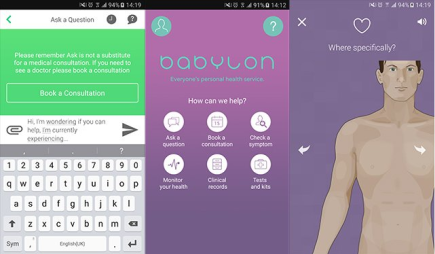 14:19
Ask a Question
?
Please remember Ask is not a substitute
for a medical consultation. If you need to
see a doctor please book a consultation
Book a Consultation
Hi, I'm wondering if you can
help, I'm currently
experiencing...
1 2 3 4 5 6 7 8 9 0
q w e r t y u i o p
a s d f g h j k l
z x c v b n m
Sym
English(UK)
91% 14:12
?
babylon
Everyone's personal health service.
How can we help?
Ask a
question
Book a
consultation
Check a
symptom
Monitor
your health
Clinical
records
Tests
and kits
94% 14:19
Where specifically?